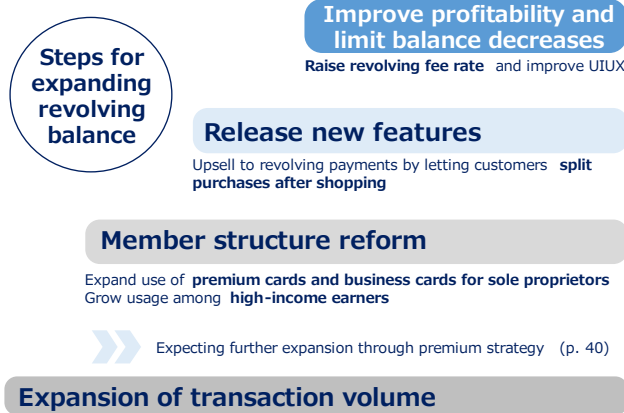 Steps for
expanding
revolving
balance
Improve profitability and
limit balance decreases
Raise revolving fee rate and improve UIUX
Release new features
Upsell to revolving payments by letting customers split
purchases after shopping
Member structure reform
Expand use of premium cards and business cards for sole proprietors
Grow usage among high-income earners
Expecting further expansion through premium strategy (p. 40)
Expansion of transaction volume